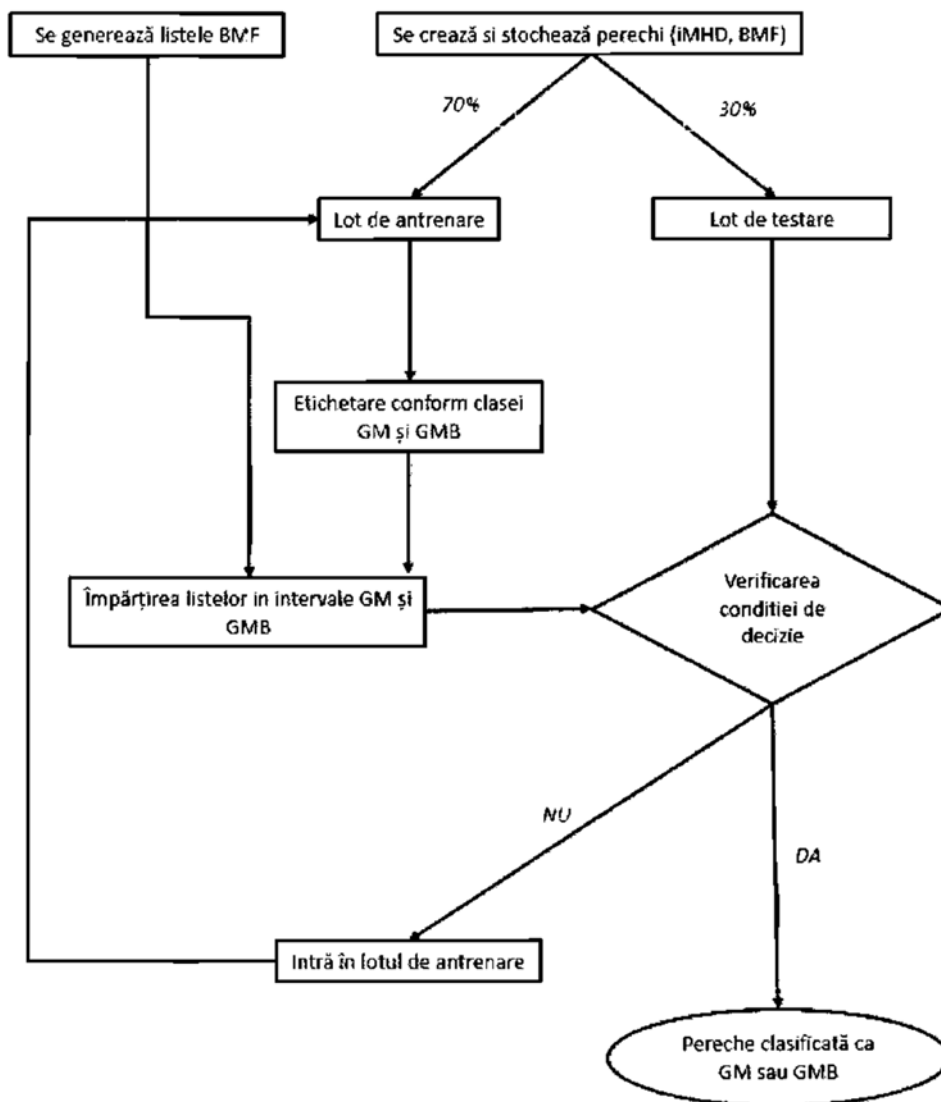 Se generează listele BMF
Se crează si stochează perechi (iMHD, BMF)
70%
30%
Lot de antrenare
Lot de testare
Etichetare conform clasei
GM și GMB
Împărțirea listelor in intervale GM și
GMB
Verificarea
conditiei de
decizie
NU
DA
Intră în lotul de antrenare
Pereche clasificată ca
GM sau GMB